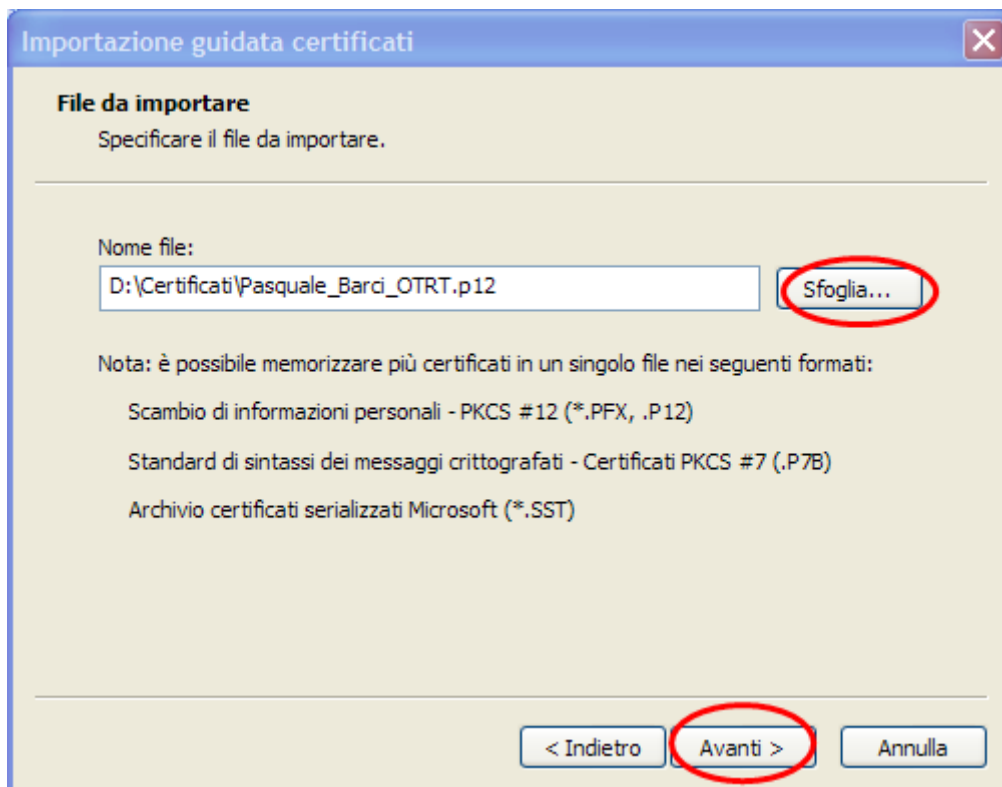 Importazione guidata certificati
File da importare
Specificare il file da importare.
Nome file:
D:\Certificati\Pasquale_Barci_OTRT.p12
Sfoglia...
Nota: è possibile memorizzare più certificati in un singolo file nei seguenti formati:
Scambio di informazioni personali - PKCS #12 (*.PFX, .P12)
Standard di sintassi dei messaggi crittografati - Certificati PKCS #7 (.P7B)
Archivio certificati serializzati Microsoft (*.SST)
< Indietro
Avanti >
Annulla